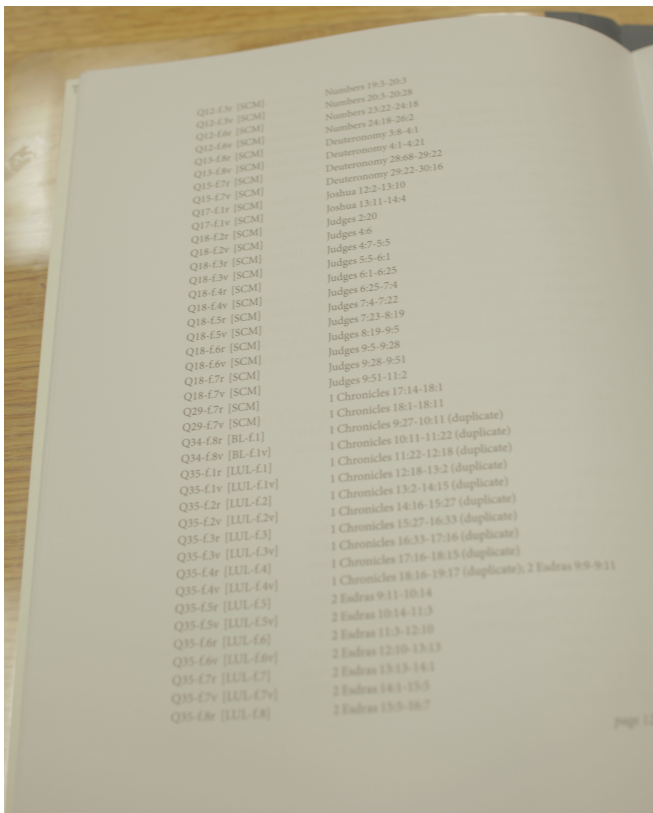 Q12-f.3r [SCM] Numbers 19:3-20:3
Q12-f.3v [SCM] Numbers 20:3-20:28
Q12-f.6r [SCM] Numbers 23:22-24:18
Q12-f.6v [SCM] Numbers 24:18-26:2
Q13-f.8r [SCM] Deuteronomy 3:8-4:1
Q13-f.8v [SCM] Deuteronomy 4:1-4:21
Q15-f.7r [SCM] Deuteronomy 28:68-29:22
Q15-f.7v [SCM] Deuteronomy 29:22-30:16
Q17-f.1r [SCM] Joshua 12:2-13:10
Q17-f.1v [SCM] Joshua 13:11-14:4
Q18-f.2r [SCM] Judges 2:20
Q18-f.2v [SCM] Judges 4:6
Q18-f.3r [SCM] Judges 4:7-5:5
Q18-f.3v [SCM] Judges 5:5-6:1
Q18-f.4r [SCM] Judges 6:1-6:25
Q18-f.4v [SCM] Judges 6:25-7:4
Q18-f.5r [SCM] Judges 7:4-7:22
Q18-f.5v [SCM] Judges 7:23-8:19
Q18-f.6r [SCM] Judges 8:19-9:5
Q18-f.6v [SCM] Judges 9:5-9:28
Q18-f.7r [SCM] Judges 9:28-9:51
Q18-f.7v [SCM] Judges 9:51-11:2
Q29-f.7r [SCM] 1 Chronicles 17:14-18:1
Q29-f.7v [SCM] 1 Chronicles 18:1-18:11
Q34-f.8r [BL-f.1] 1 Chronicles 9:27-10:11 (duplicate)
Q34-f.8v [BL-f.1v] 1 Chronicles 10:11-11:22 (duplicate)
Q35-f.1r [LUL-f.1] 1 Chronicles 11:22-12:18 (duplicate)
Q35-f.1v [LUL-f.1v] 1 Chronicles 12:18-13:2 (duplicate)
Q35-f.2r [LUL-f.2] 1 Chronicles 13:2-14:15 (duplicate)
Q35-f.2v [LUL-f.2v] 1 Chronicles 14:16-15:27 (duplicate)
Q35-f.3r [LUL-f.3] 1 Chronicles 15:27-16:33 (duplicate)
Q35-f.3v [LUL-f.3v] 1 Chronicles 16:33-17:16 (duplicate)
Q35-f.4r [LUL-f.4] 1 Chronicles 17:16-18:15 (duplicate)
Q35-f.4v [LUL-f.4v] 1 Chronicles 18:16-19:17 (duplicate); 2 Esdras 9:9-9:11
Q35-f.5r [LUL-f.5] 2 Esdras 9:11-10:14
Q35-f.5v [LUL-f.5v] 2 Esdras 10:14-11:3
Q35-f.6r [LUL-f.6] 2 Esdras 11:3-12:10
Q35-f.6v [LUL-f.6v] 2 Esdras 12:10-13:13
Q35-f.7r [LUL-f.7] 2 Esdras 13:13-14:1
Q35-f.7v [LUL-f.7v] 2 Esdras 14:1-15:5
Q35-f.8r [LUL-f.8] 2 Esdras 15:5-16:7
page 12